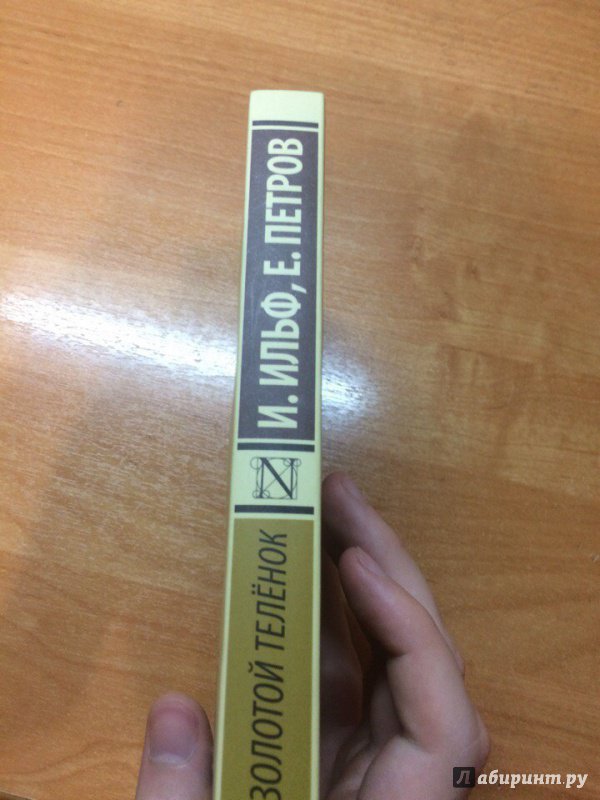 И. ИЛЬФ, Е. ПЕТРОВ
N
ЗОЛОТОЙ ТЕЛЁНОК
Лабиринт.ру